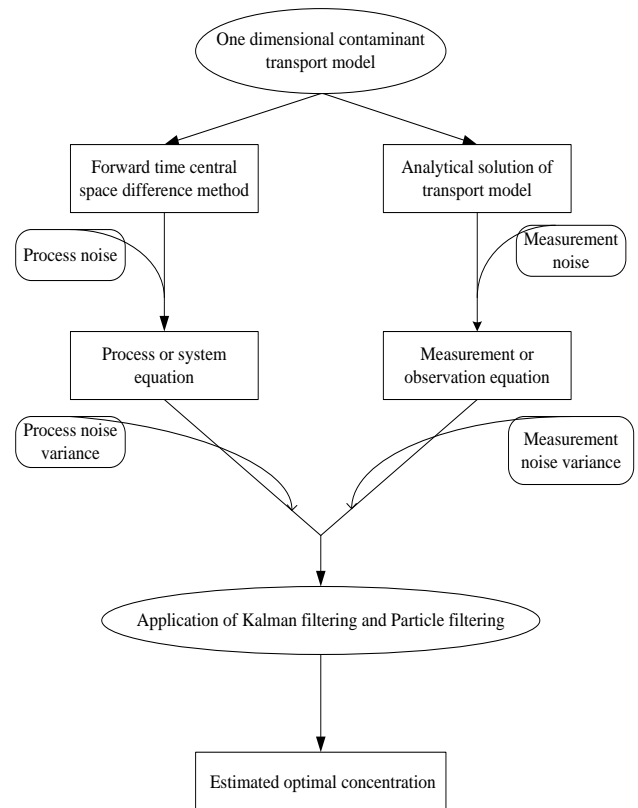 One dimensional contaminant
transport model
Forward time central
space difference method
Analytical solution of
transport model
Process noise
Measurement
noise
Process or system
equation
Measurement or
observation equation
Process noise
variance
Measurement
noise variance
Application of Kalman filtering and Particle filtering
Estimated optimal concentration